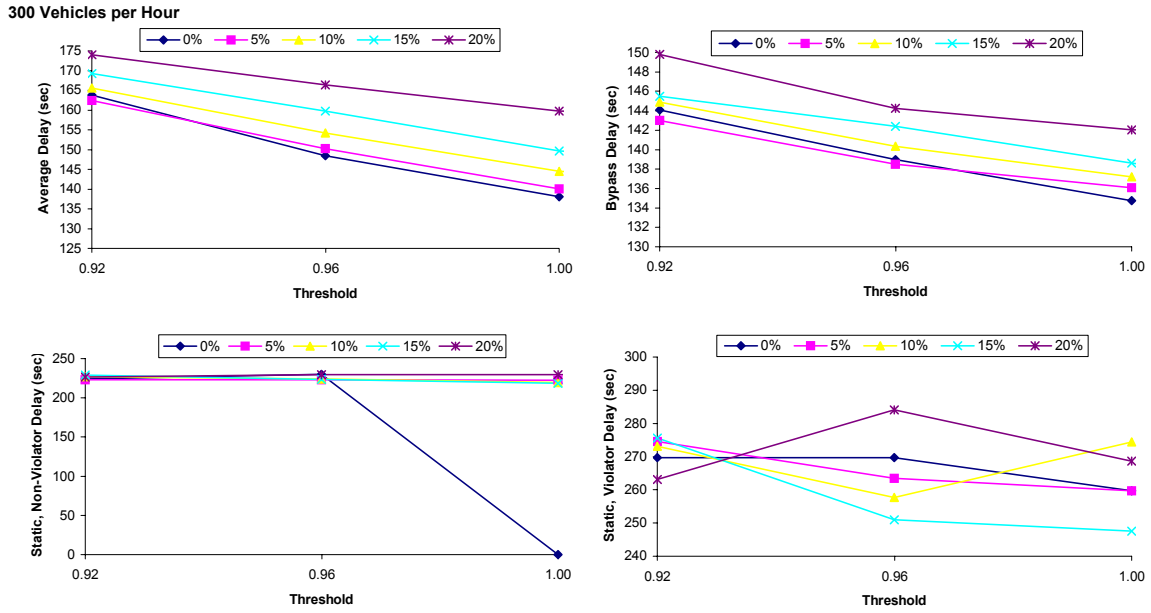 300 Vehicles per Hour
0% 5% 10% 15% 20%
175
170
165
160
155
150
145
140
135
130
125
Average Delay (sec)
0.92 0.96 1.00
Threshold
0% 5% 10% 15% 20%
150
148
146
144
142
140
138
136
134
132
130
Bypass Delay (sec)
0.92 0.96 1.00
Threshold
0% 5% 10% 15% 20%
250
200
150
100
50
0
Static, Non-Violator Delay (sec)
0.92 0.96 1.00
Threshold
0% 5% 10% 15% 20%
300
290
280
270
260
250
240
Static, Violator Delay (sec)
0.92 0.96 1.00
Threshold